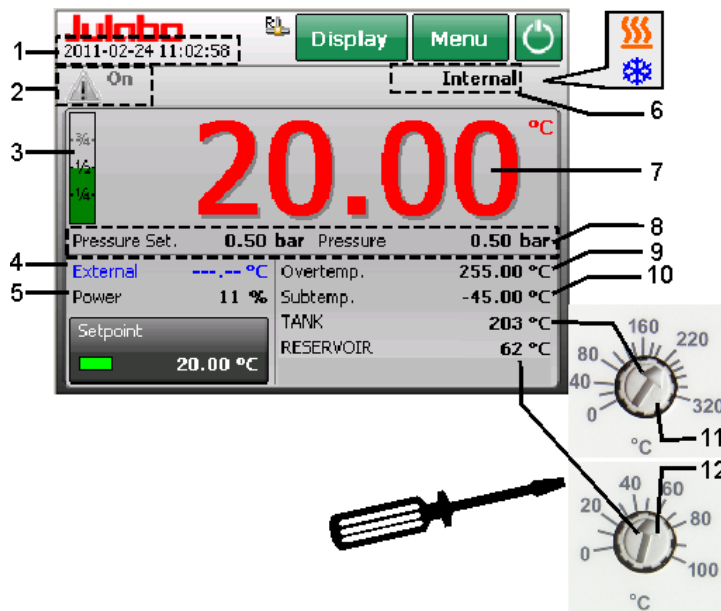 Julabo
R
Display
Menu
1
2011-02-24 11:02:58
2
On
Internal
6
3
3/4
1/2
1/4
20.00
°C
7
Pressure Set. 0.50 bar Pressure 0.50 bar
8
4
External ---.-- °C
Overtemp. 255.00 °C
9
5
Power 11 %
Subtemp. -45.00 °C
10
Setpoint
20.00 °C
TANK 203 °C
RESERVOIR 62 °C
0
40
80
160
220
320
°C
11
0
20
40
60
80
100
°C
12